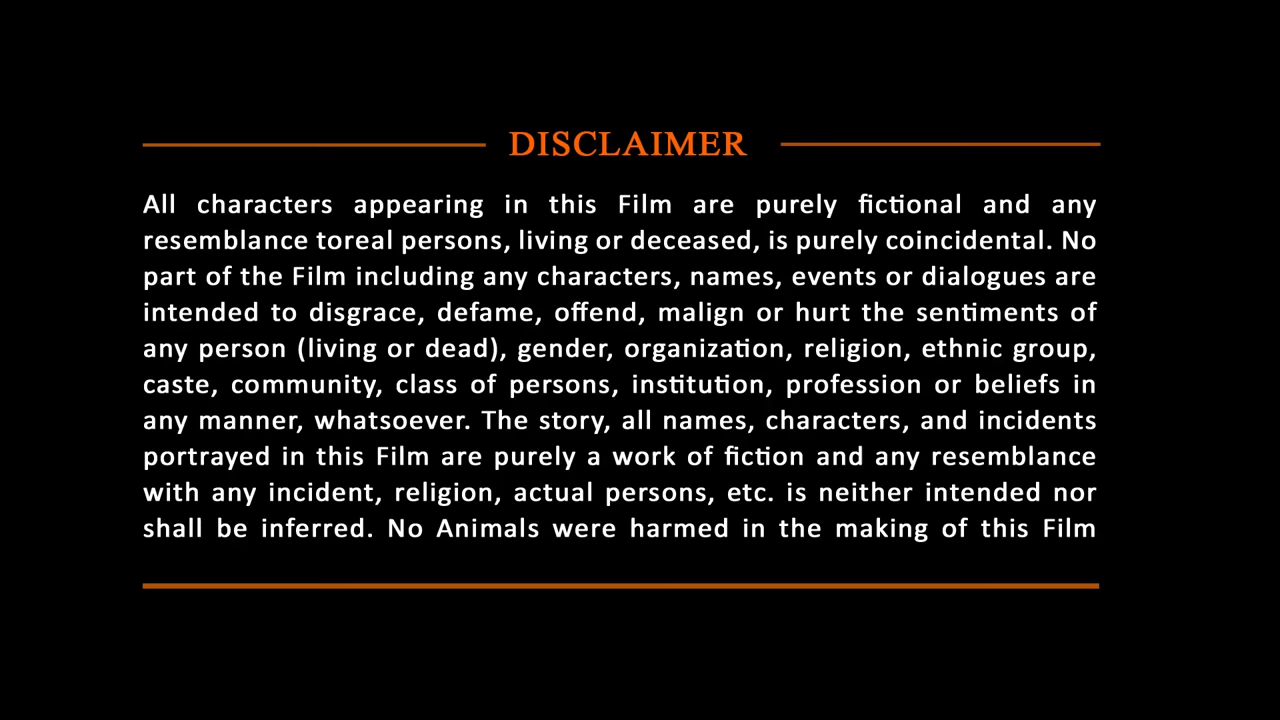 DISCLAIMER
All characters appearing in this Film are purely fictional and any
resemblance toreal persons, living or deceased, is purely coincidental. No
part of the Film including any characters, names, events or dialogues are
intended to disgrace, defame, offend, malign or hurt the sentiments of
any person (living or dead), gender, organization, religion, ethnic group,
caste, community, class of persons, institution, profession or beliefs in
any manner, whatsoever. The story, all names, characters, and incidents
portrayed in this Film are purely a work of fiction and any resemblance
with any incident, religion, actual persons, etc. is neither intended nor
shall be inferred. No Animals were harmed in the making of this Film